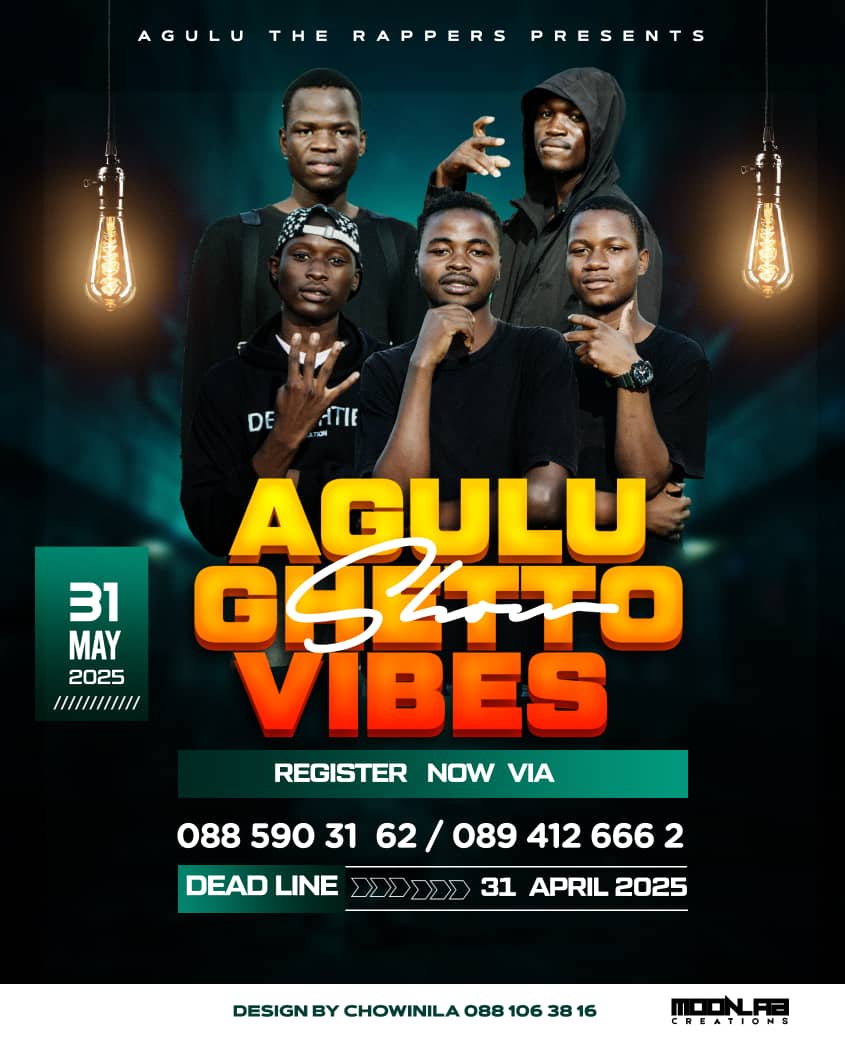 AGULU THE RAPPERS PRESENTS
AGULU
GHETTO
Show
VIBES
31
MAY
2025
REGISTER NOW VIA
088 590 31 62 / 089 412 666 2
DEAD LINE 31 APRIL 2025
DESIGN BY CHOWINILA 088 106 38 16
MOONLAB
CREATIONS